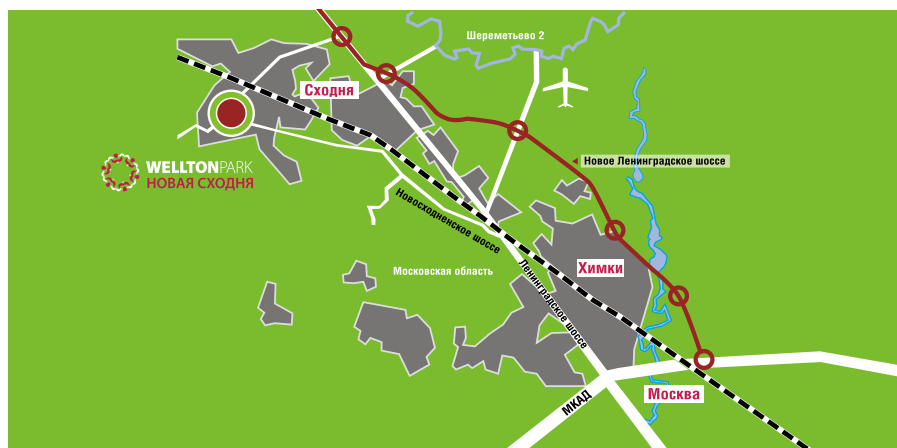 Шереметьево 2
Сходня
Новое Ленинградское шоссе
WELLTONPARK
НОВАЯ СХОДНЯ
Новосходненское шоссе
Московская область
Химки
Ленинградское шоссе
Москва
МКАД